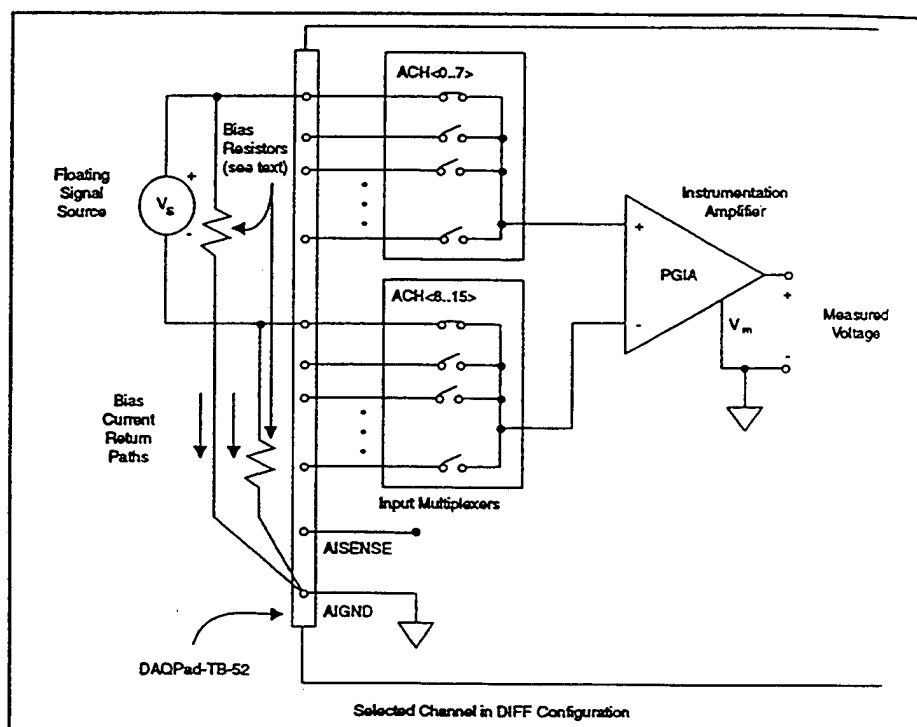 ACH<0..7>
Bias
Resistors
(see text)
Floating
Signal
Source
+
Vs
-
Instrumentation
Amplifier
+
PGIA
-
+
Measured
Voltage
Vm
-
ACH<8..15>
Bias
Current
Return
Paths
Input Multiplexers
AISENSE
AIGND
DAQPad-TB-52
Selected Channel in DIFF Configuration